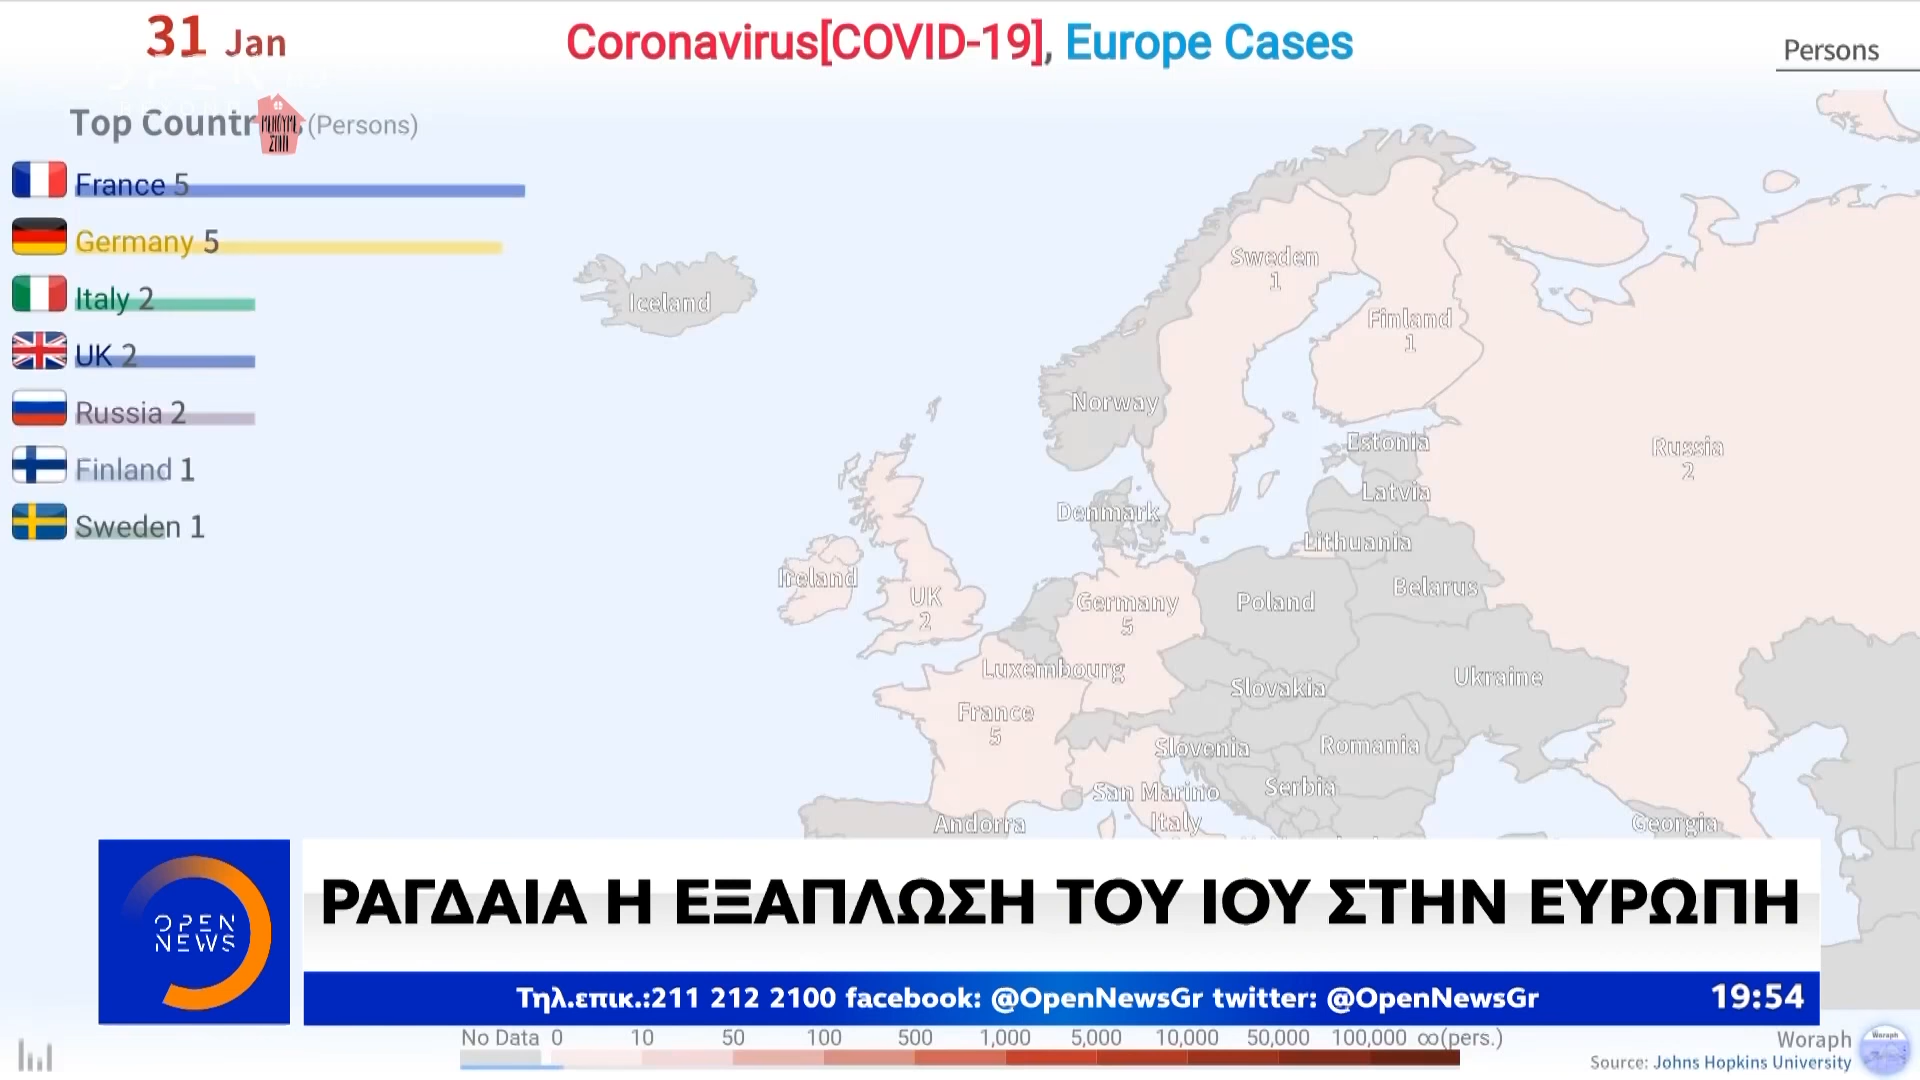 31 Jan
Coronavirus[COVID-19], Europe Cases
Persons
Top Countr
(Persons)
ΜΕΝΟΥΜΕ
ΣΠΙΤΙ
France 5
Germany 5
Italy 2
UK 2
Russia 2
Finland 1
Sweden 1
Iceland
Sweden
1
Finland
1
Norway
Estonia
Russia
2
Latvia
Denmark
Lithuania
Ireland
Belarus
UK
2
Germany
5
Poland
Luxembourg
Ukraine
Slovakia
France
5
Slovenia
Romania
San Marino
Serbia
Italy
Andorra
Georgia
OPEN
NEWS
ΡΑΓΔΑΙΑ Η ΕΞΑΠΛΩΣΗ ΤΟΥ ΙΟΥ ΣΤΗΝ ΕΥΡΩΠΗ
Τηλ.επικ.:211 212 2100 facebook: @OpenNewsGr twitter: @OpenNewsGr
19:54
No Data 0 10 50 100 500 1,000 5,000 10,000 50,000 100,000 ∞(pers.)
Woraph
Source: Johns Hopkins University
Woraph